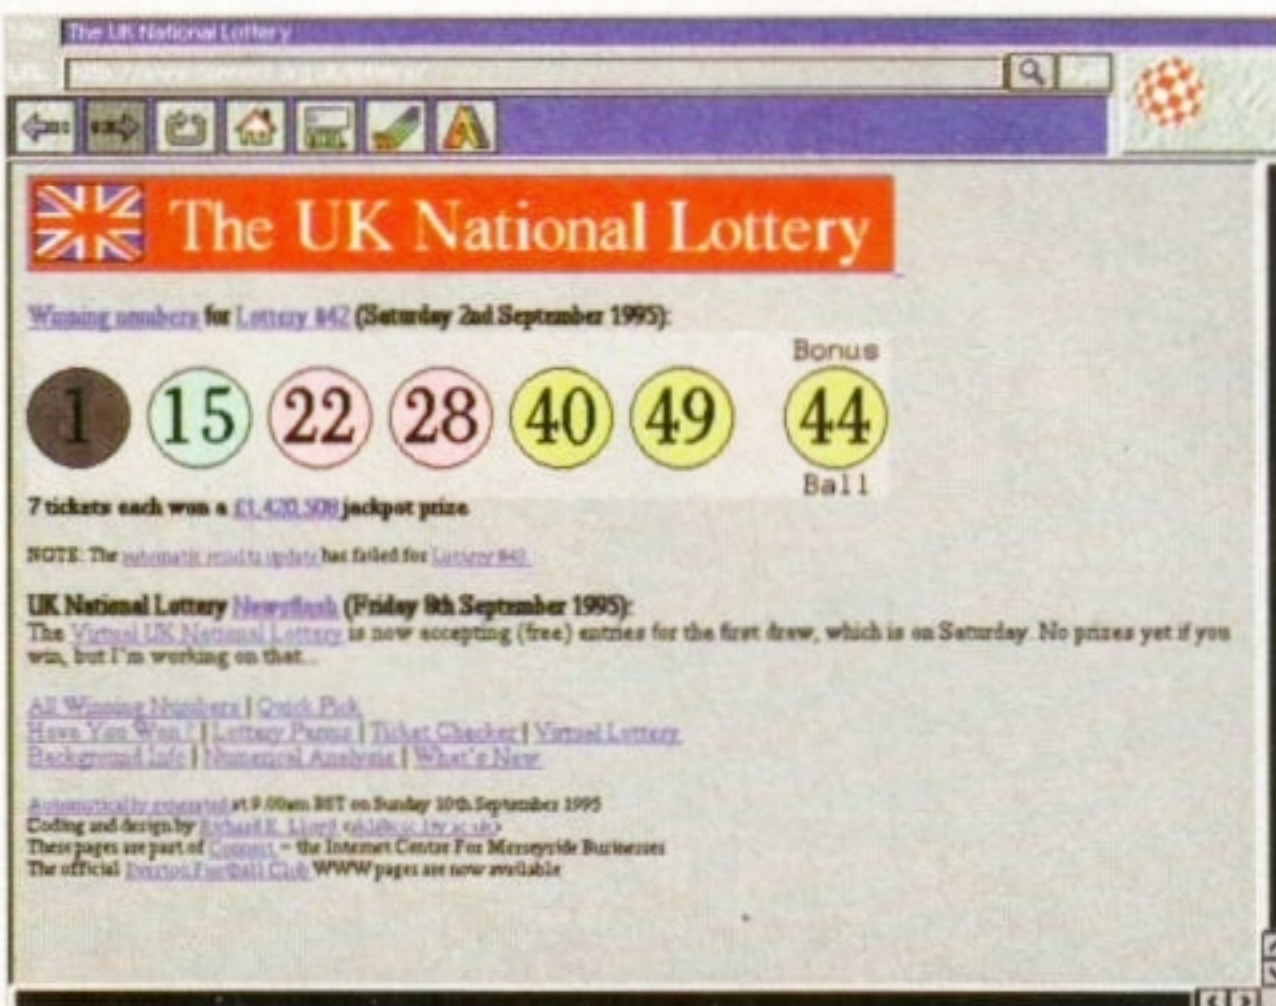 The UK National Lottery
The UK National Lottery
Winning numbers for Lottery #42 (Saturday 2nd September 1995):
Bonus
1 15 22 28 40 49 44
Ball
7 tickets each won a £1,420,508 jackpot prize
NOTE: The automatic email update has failed for Lottery
UK National Lottery Newsflash (Friday 8th September 1995):
The Virtual UK National Lottery is now accepting (free) entries for the first draw, which is on Saturday. No prizes yet if you
win, but I'm working on that...
All Winning Numbers | Quick Pick
Have You Won? | Lottery Perms | Ticket Checker | Virtual Lottery
Background Info | Numerical Analysis | What's New
Automatically generated at 9.00am BST on Sunday 10th September 1995
Coding and design by Richard K. Lloyd
These pages are part of Connect - the Internet Centre For Merseyside Businesses
The official Everton Football Club WWW pages are now available